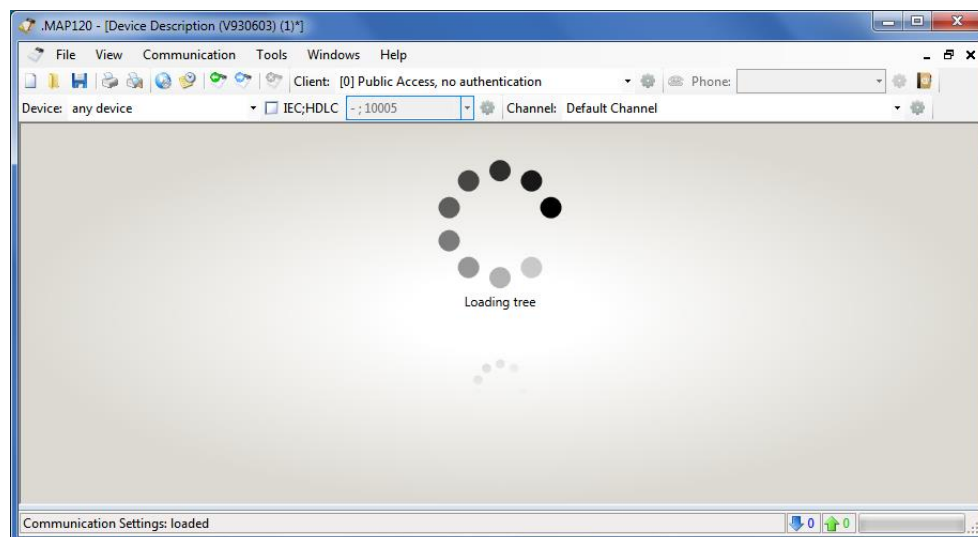 .MAP120 - [Device Description (V930603) (1)*]
File View Communication Tools Windows Help
Client: [0] Public Access, no authentication Phone:
Device: any device IEC;HDLC - ; 10005 Channel: Default Channel
Loading tree
Communication Settings: loaded 0 0